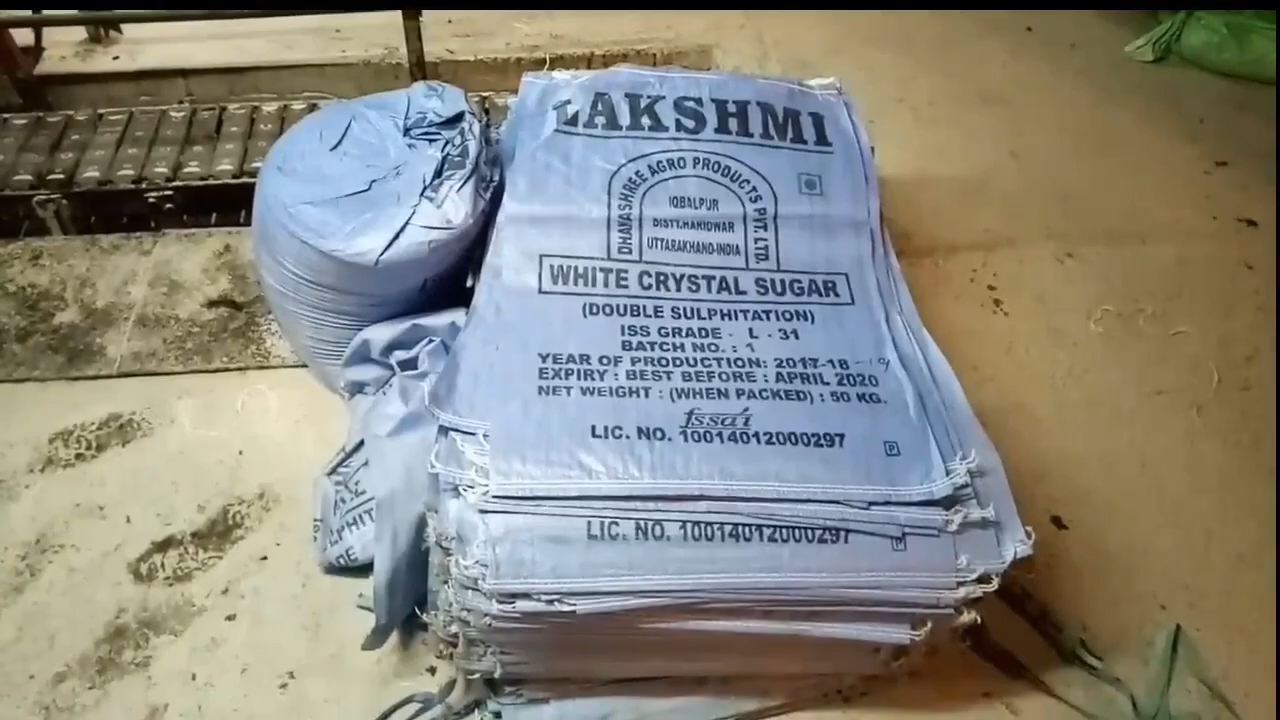 LAKSHMI
DHANASHREE AGRO PRODUCTS PVT. LTD.
IQBALPUR
DISTT.HARIDWAR
UTTARAKHAND-INDIA
WHITE CRYSTAL SUGAR
(DOUBLE SULPHITATION)
ISS GRADE - L - 31
BATCH NO. : 1
YEAR OF PRODUCTION: 2017-18-19
EXPIRY : BEST BEFORE : APRIL 2020
NET WEIGHT : (WHEN PACKED) : 50 KG.
fssai
LIC. NO. 10014012000297
P
LIC. NO. 10014012000297
P